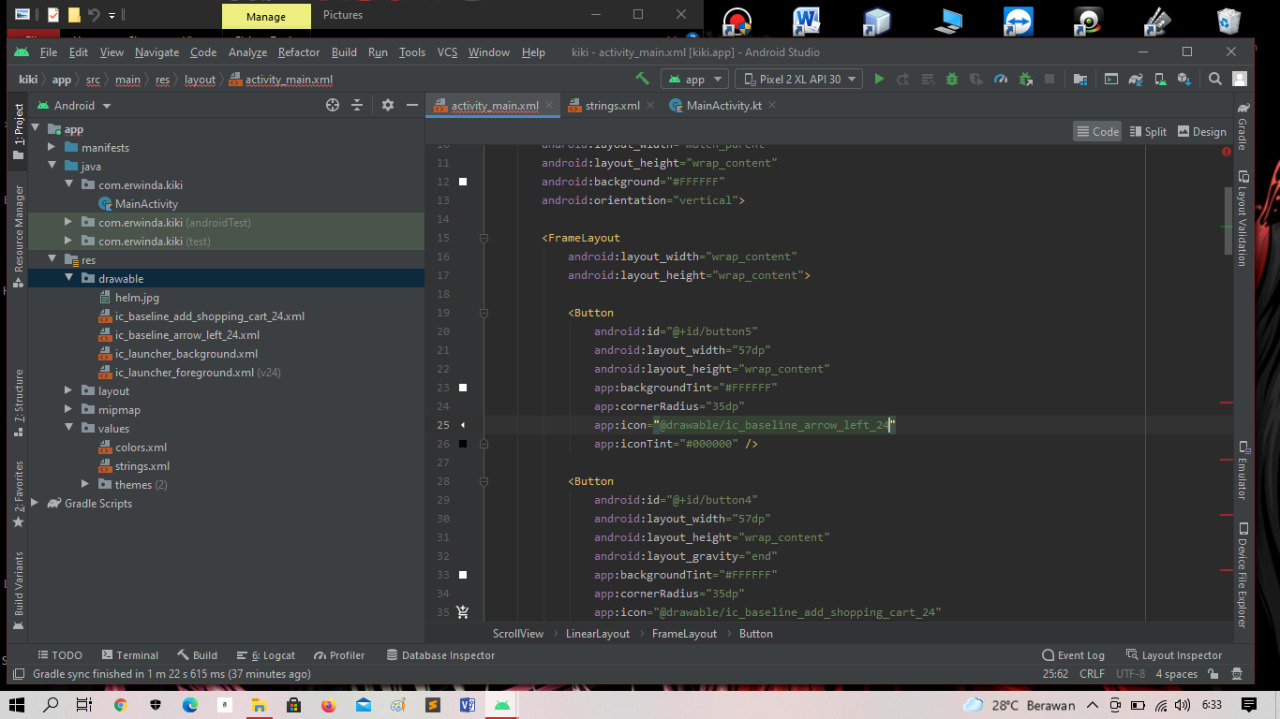 Manage
Pictures
File Edit View Navigate Code Analyze Refactor Build Run Tools VCS Window Help
kiki - activity_main.xml [kiki.app] - Android Studio
kiki app src main res layout activity_main.xml
app
Pixel 2 XL API 30
Android
activity_main.xml
strings.xml
MainActivity.kt
Code Split Design
1: Project
Resource Manager
7: Structure
2: Favorites
Build Variants
app
manifests
java
com.erwinda.kiki
MainActivity
com.erwinda.kiki (androidTest)
com.erwinda.kiki (test)
res
drawable
helm.jpg
ic_baseline_add_shopping_cart_24.xml
ic_baseline_arrow_left_24.xml
ic_launcher_background.xml
ic_launcher_foreground.xml (v24)
layout
mipmap
values
colors.xml
strings.xml
themes (2)
Gradle Scripts
10 android:layout_width="match_parent"
11 android:layout_height="wrap_content"
12 android:background="#FFFFFF"
13 android:orientation="vertical">
14
15 <FrameLayout
16 android:layout_width="wrap_content"
17 android:layout_height="wrap_content">
18
19 <Button
20 android:id="@+id/button5"
21 android:layout_width="57dp"
22 android:layout_height="wrap_content"
23 app:backgroundTint="#FFFFFF"
24 app:cornerRadius="35dp"
25 app:icon="@drawable/ic_baseline_arrow_left_24"
26 app:iconTint="#000000" />
27
28 <Button
29 android:id="@+id/button4"
30 android:layout_width="57dp"
31 android:layout_height="wrap_content"
32 android:layout_gravity="end"
33 app:backgroundTint="#FFFFFF"
34 app:cornerRadius="35dp"
35 app:icon="@drawable/ic_baseline_add_shopping_cart_24"
ScrollView LinearLayout FrameLayout Button
Gradle
Layout Validation
Emulator
Device File Explorer
TODO Terminal Build 6: Logcat Profiler Database Inspector
Event Log Layout Inspector
Gradle sync finished in 1 m 22 s 615 ms (37 minutes ago)
25:62 CRLF UTF-8 4 spaces
28°C Berawan
6:33